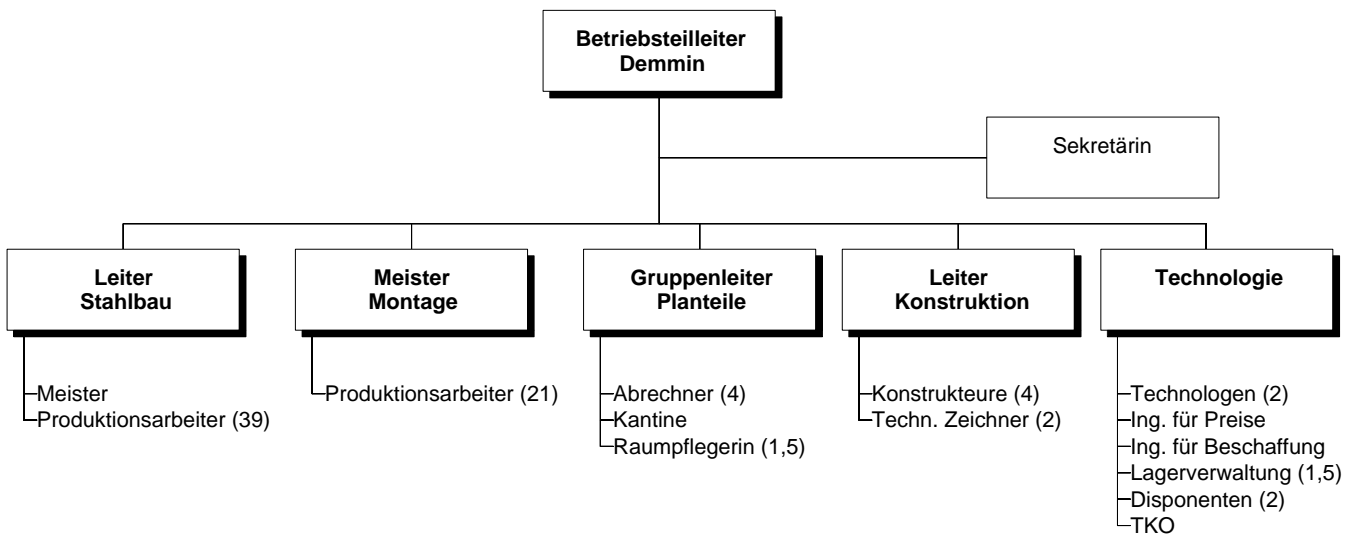 Betriebsteilleiter
Demmin
Sekretärin
Leiter
Stahlbau
Meister
Montage
Gruppenleiter
Planteile
Leiter
Konstruktion
Technologie
Meister
Produktionsarbeiter (39)
Produktionsarbeiter (21)
Abrechner (4)
Kantine
Raumpflegerin (1,5)
Konstrukteure (4)
Techn. Zeichner (2)
Technologen (2)
Ing. für Preise
Ing. für Beschaffung
Lagerverwaltung (1,5)
Disponenten (2)
TKO